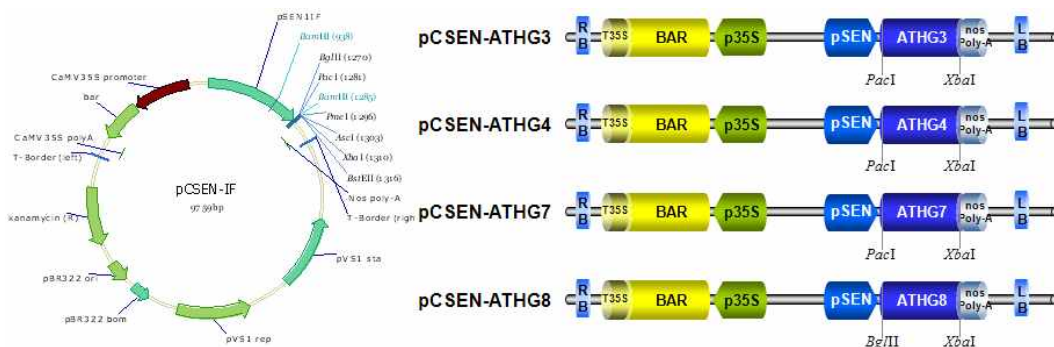 pSEN1IF
BamHI (938)
BglII (1270)
PacI (1281)
BamHI (1285)
PmeI (1296)
AscI (1303)
XhoI (1310)
BstEII (1316)
Nos poly-A
T-Border (righ
pVS1 sta
pVS1 rep
pBR322 bom
pBR322 ori
kanamycin (R)
T-Border (left)
CaMV35S polyA
bar
CaMV35S promoter
pCSEN-IF
9759bp
pCSEN-ATHG3
RB
T35S
BAR
p35S
pSEN
ATHG3
nos
Poly-A
LB
PacI
XbaI
pCSEN-ATHG4
RB
T35S
BAR
p35S
pSEN
ATHG4
nos
Poly-A
LB
PacI
XbaI
pCSEN-ATHG7
RB
T35S
BAR
p35S
pSEN
ATHG7
nos
Poly-A
LB
PacI
XbaI
pCSEN-ATHG8
RB
T35S
BAR
p35S
pSEN
ATHG8
nos
Poly-A
LB
BglII
XbaI